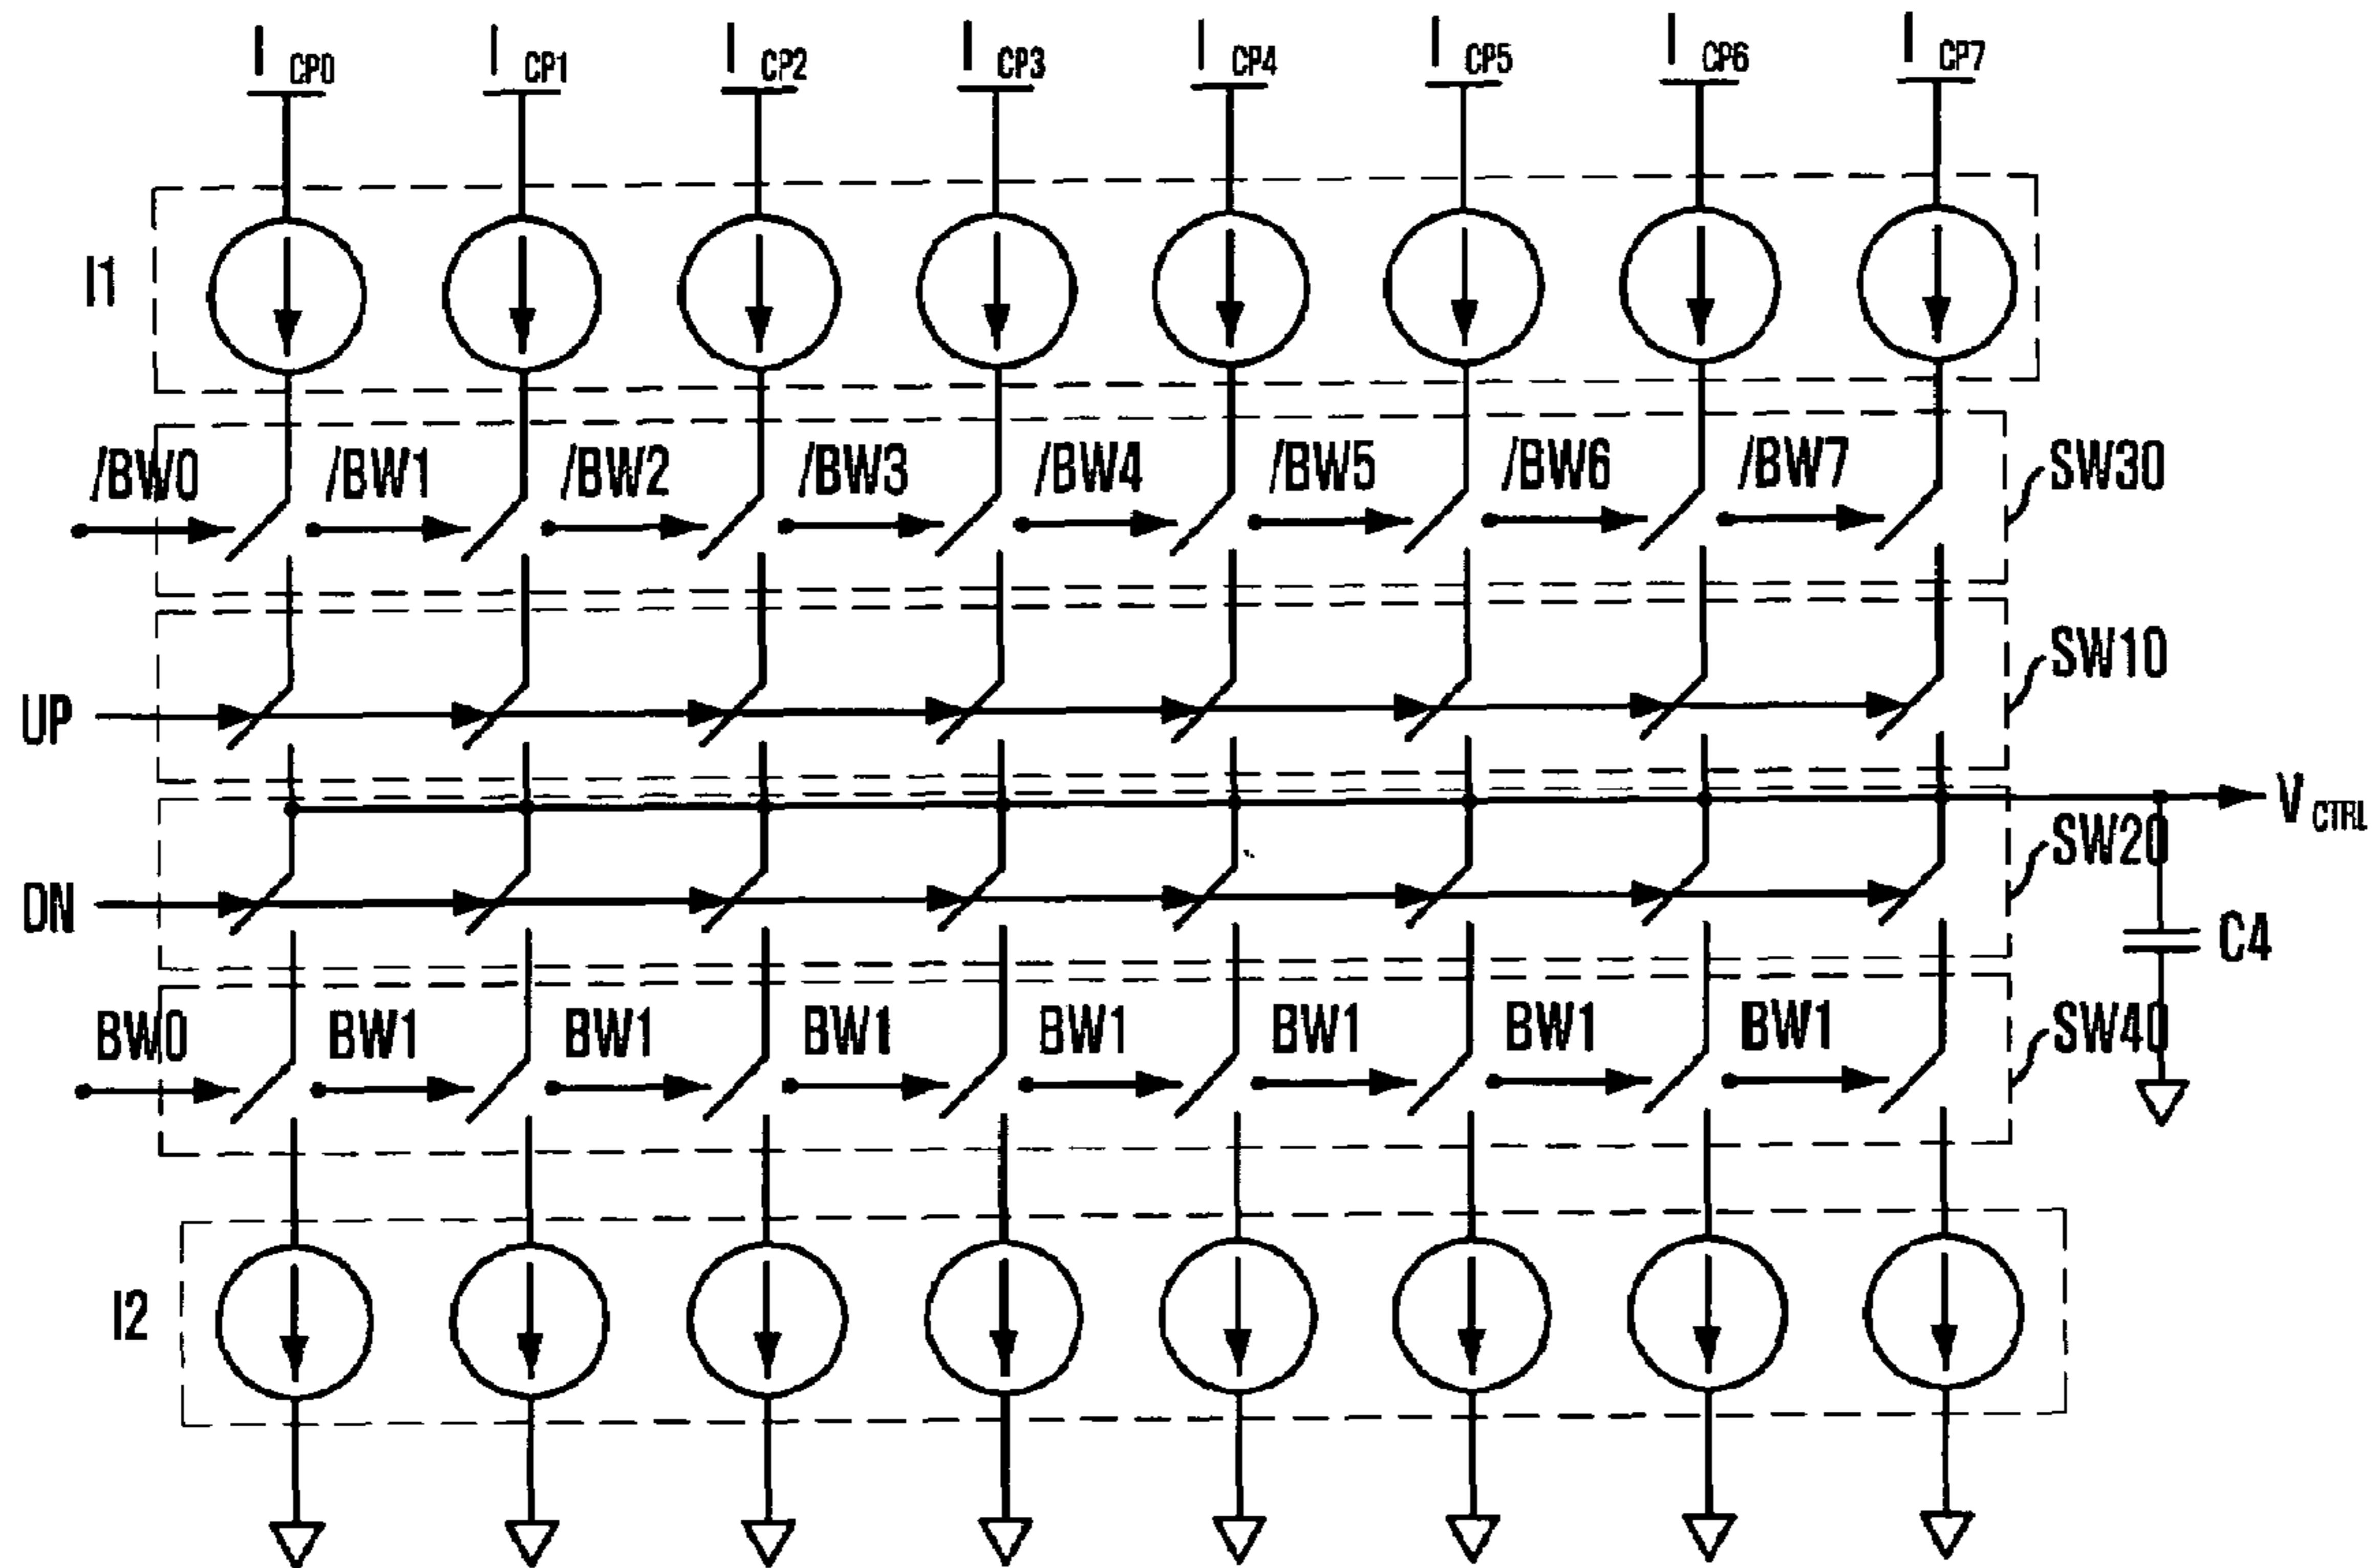 I CP0 I CP1 I CP2 I CP3 I CP4 I CP5 I CP6 I CP7
I1
/BW0 /BW1 /BW2 /BW3 /BW4 /BW5 /BW6 /BW7 SW30
SW10
UP
V CTRL
SW20
DN
C4
BW0 BW1 BW1 BW1 BW1 BW1 BW1 BW1 SW40
I2